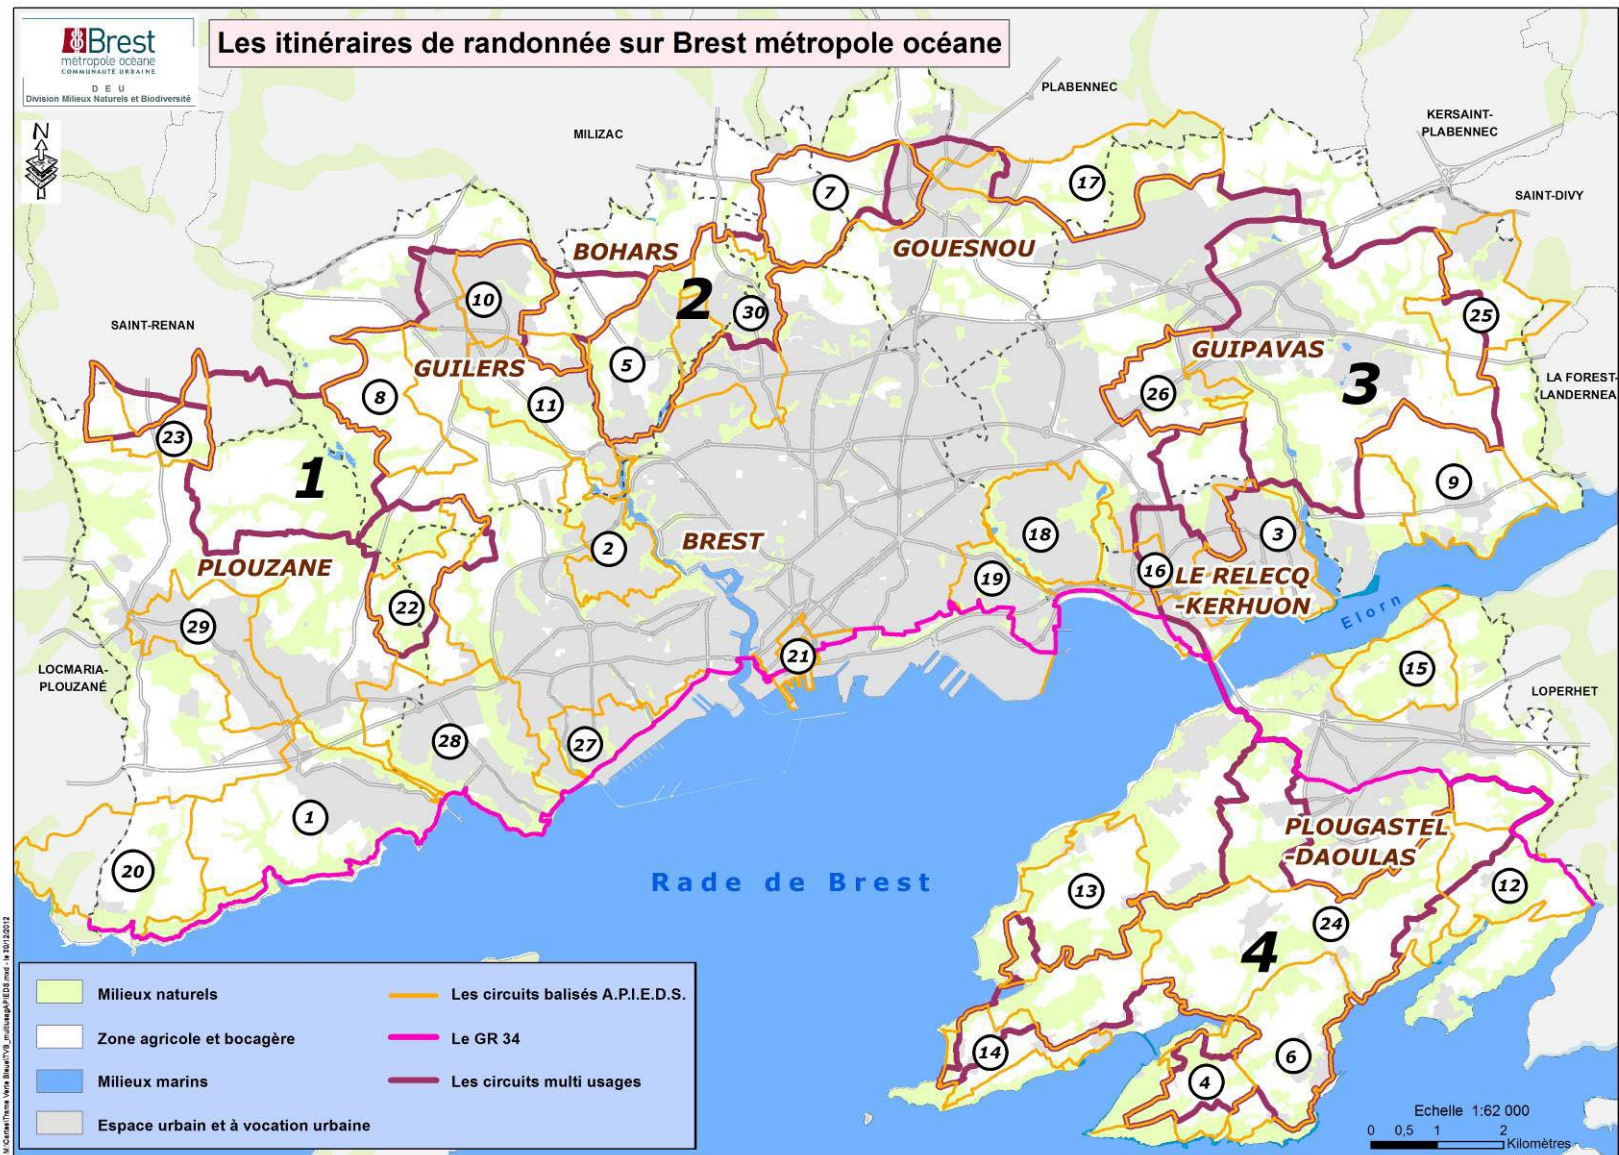 Brest
métropole océane
COMMUNAUTÉ URBAINE
D E U
Division Milieux Naturels et Biodiversité
Les itinéraires de randonnée sur Brest métropole océane
N
PLABENNEC
MILIZAC
KERSAINT-
PLABENNEC
SAINT-DIVY
17
7
BOHARS
GOUESNOU
10
2
30
25
SAINT-RENAN
GUILERS
5
GUIPAVAS
3
LA FOREST-
LANDERNEA
8
11
26
23
1
9
18
3
2
BREST
PLOUZANE
19
16
LE RELECQ
-KERHUON
22
29
Elorn
21
15
LOCMARIA-
PLOUZANÉ
LOPERHET
28
27
1
PLOUGASTEL
-DAOULAS
20
Rade de Brest
13
12
24
4
14
6
4
Milieux naturels
Zone agricole et bocagère
Milieux marins
Espace urbain et à vocation urbaine
Les circuits balisés A.P.I.E.D.S.
Le GR 34
Les circuits multi usages
Echelle 1:62 000
0 0,5 1 2
Kilomètres